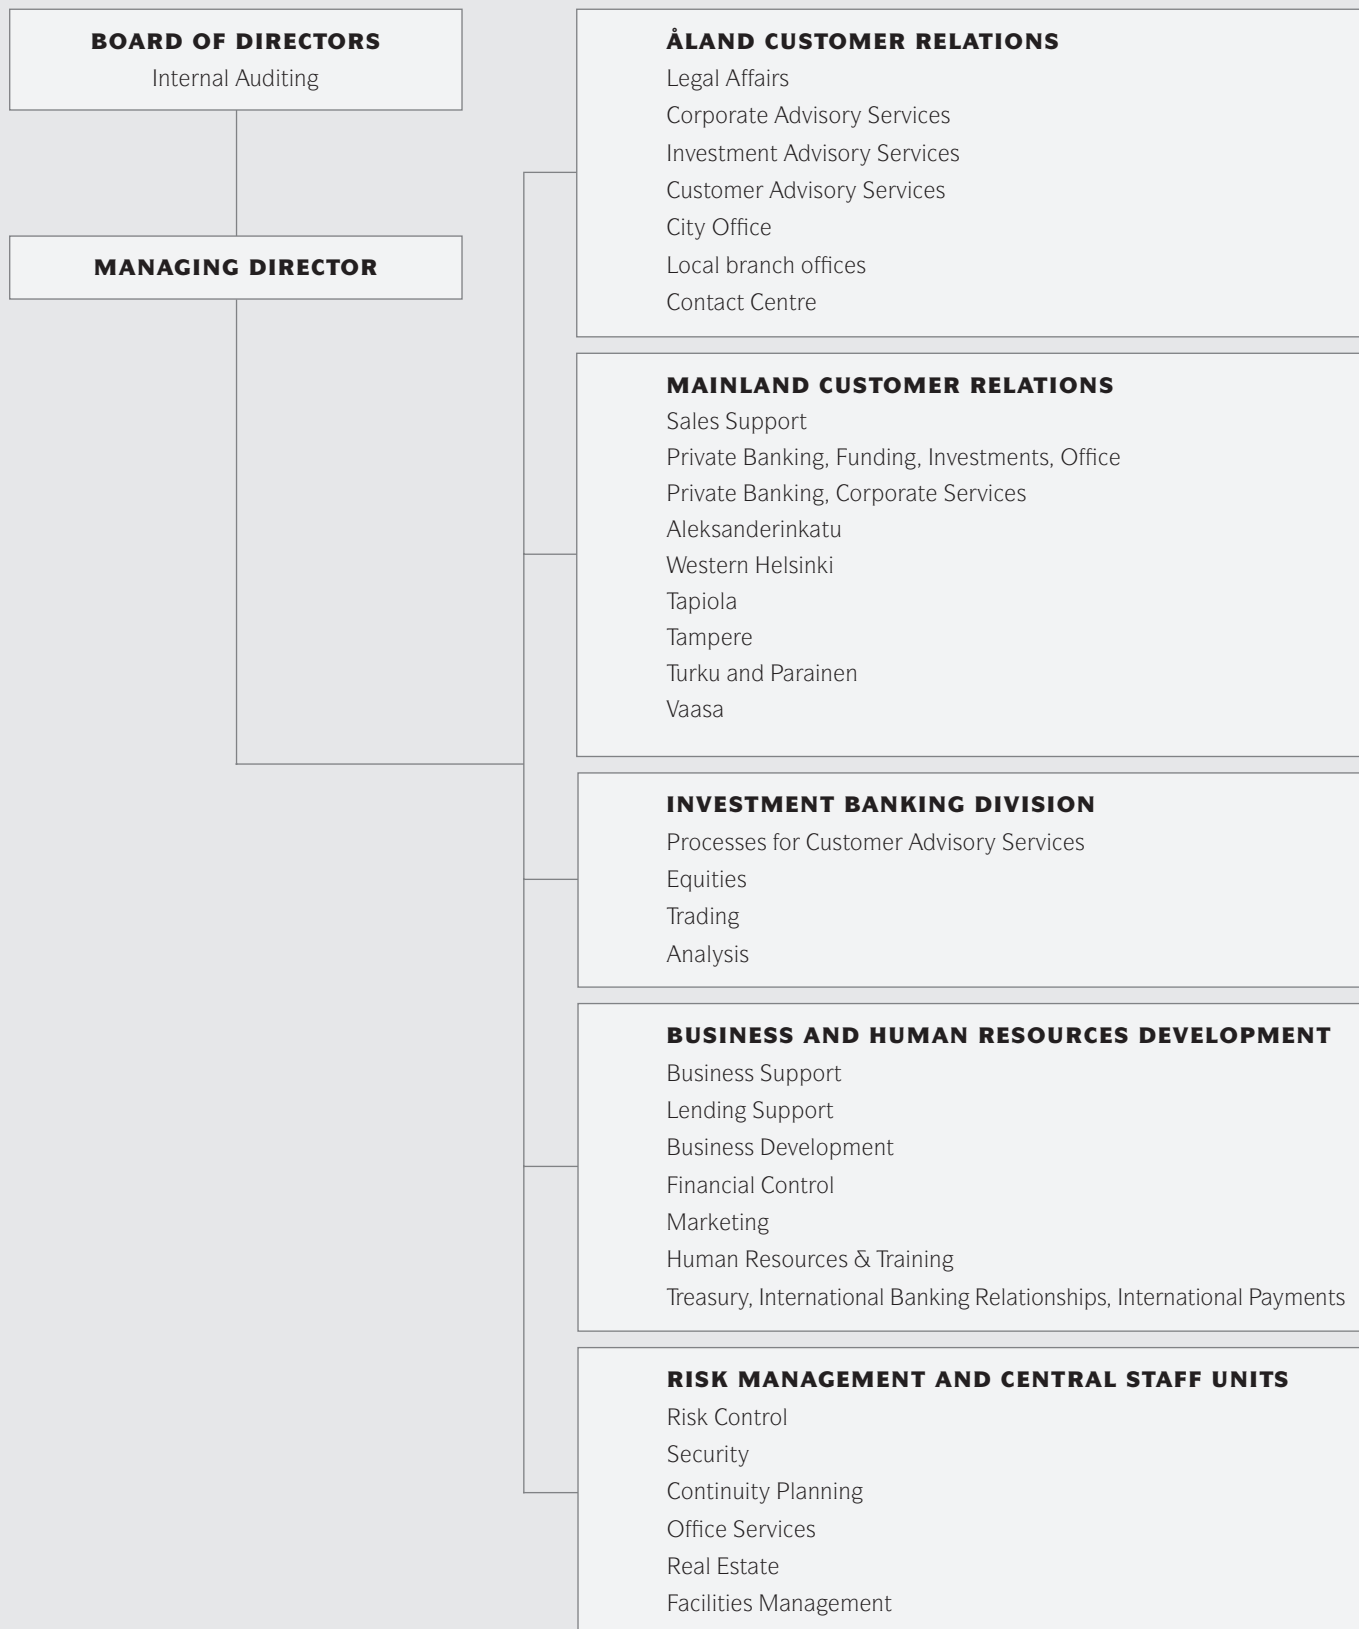 BOARD OF DIRECTORS
Internal Auditing
MANAGING DIRECTOR
ÅLAND CUSTOMER RELATIONS
Legal Affairs
Corporate Advisory Services
Investment Advisory Services
Customer Advisory Services
City Office
Local branch offices
Contact Centre
MAINLAND CUSTOMER RELATIONS
Sales Support
Private Banking, Funding, Investments, Office
Private Banking, Corporate Services
Aleksanderinkatu
Western Helsinki
Tapiola
Tampere
Turku and Parainen
Vaasa
INVESTMENT BANKING DIVISION
Processes for Customer Advisory Services
Equities
Trading
Analysis
BUSINESS AND HUMAN RESOURCES DEVELOPMENT
Business Support
Lending Support
Business Development
Financial Control
Marketing
Human Resources & Training
Treasury, International Banking Relationships, International Payments
RISK MANAGEMENT AND CENTRAL STAFF UNITS
Risk Control
Security
Continuity Planning
Office Services
Real Estate
Facilities Management